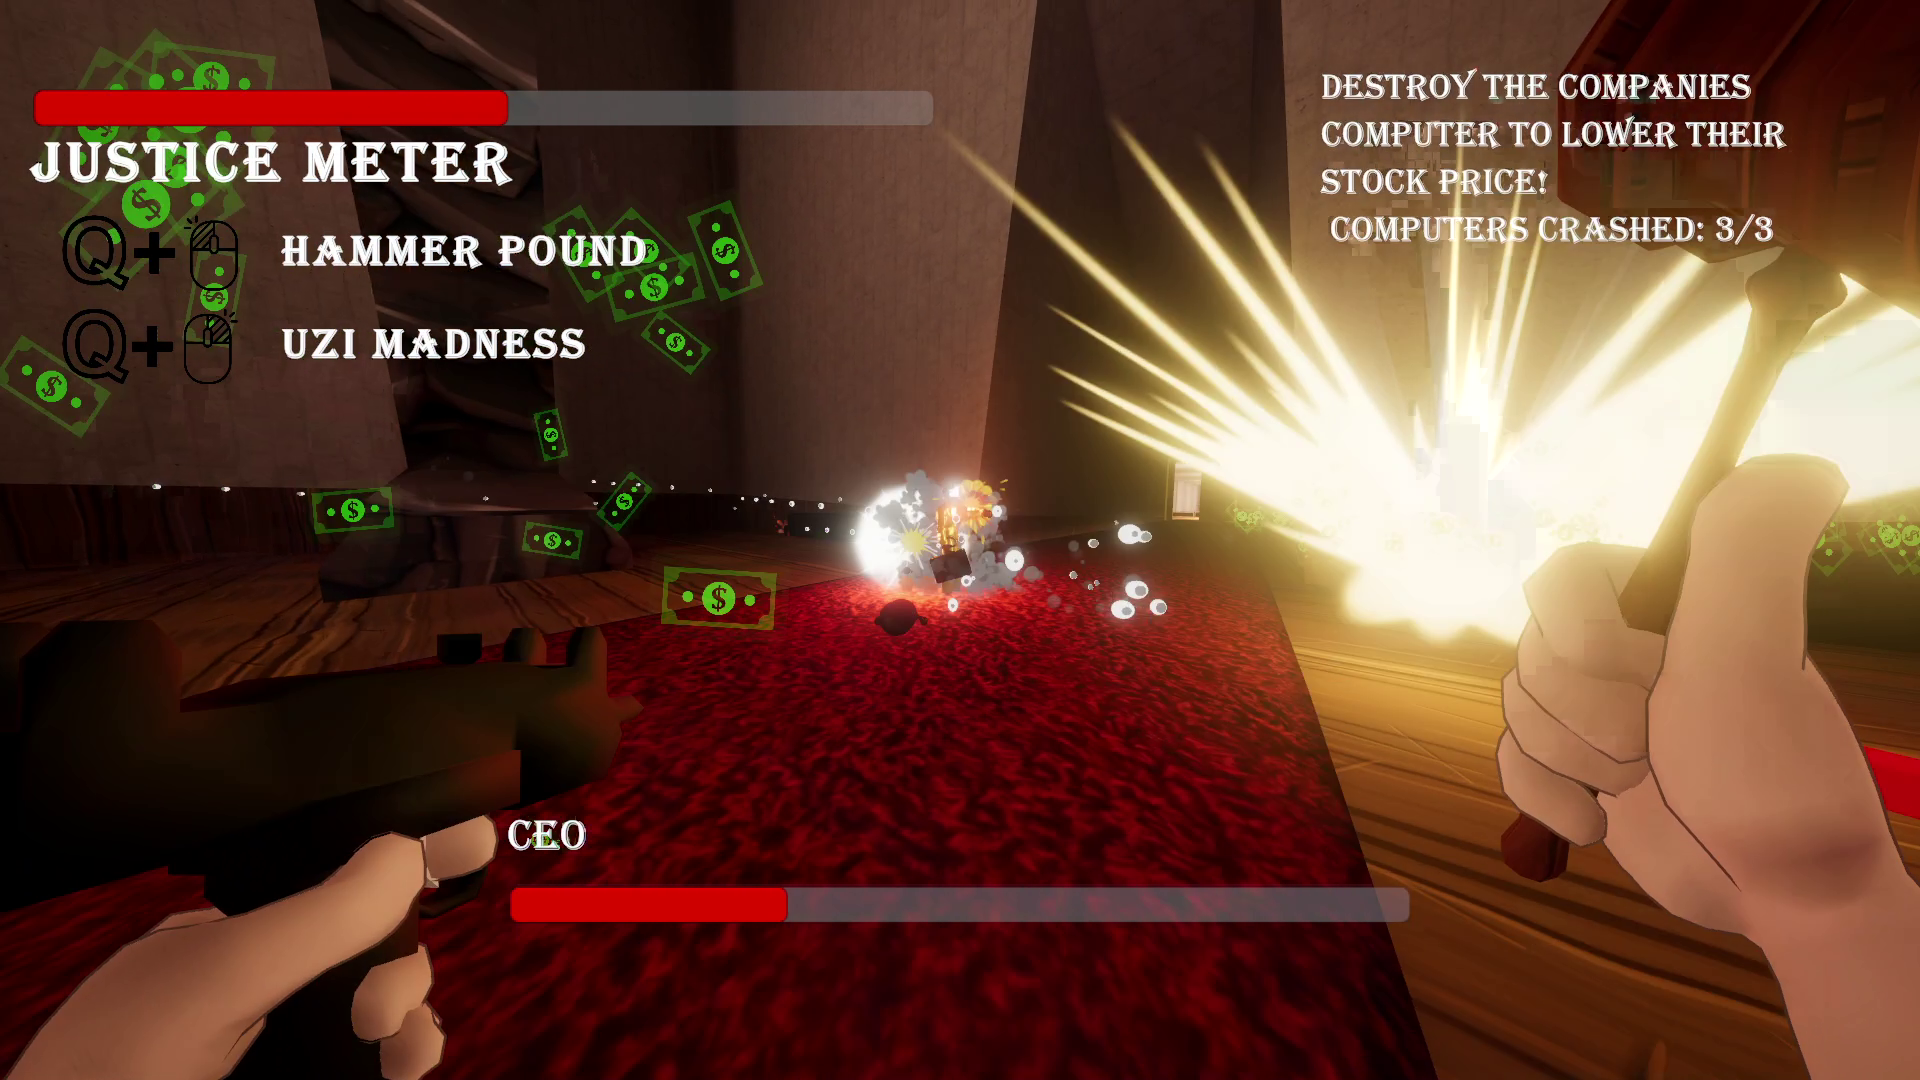 JUSTICE METER
Q+ HAMMER POUND
Q+ UZI MADNESS
DESTROY THE COMPANIES
COMPUTER TO LOWER THEIR
STOCK PRICE!
COMPUTERS CRASHED: 3/3
CEO